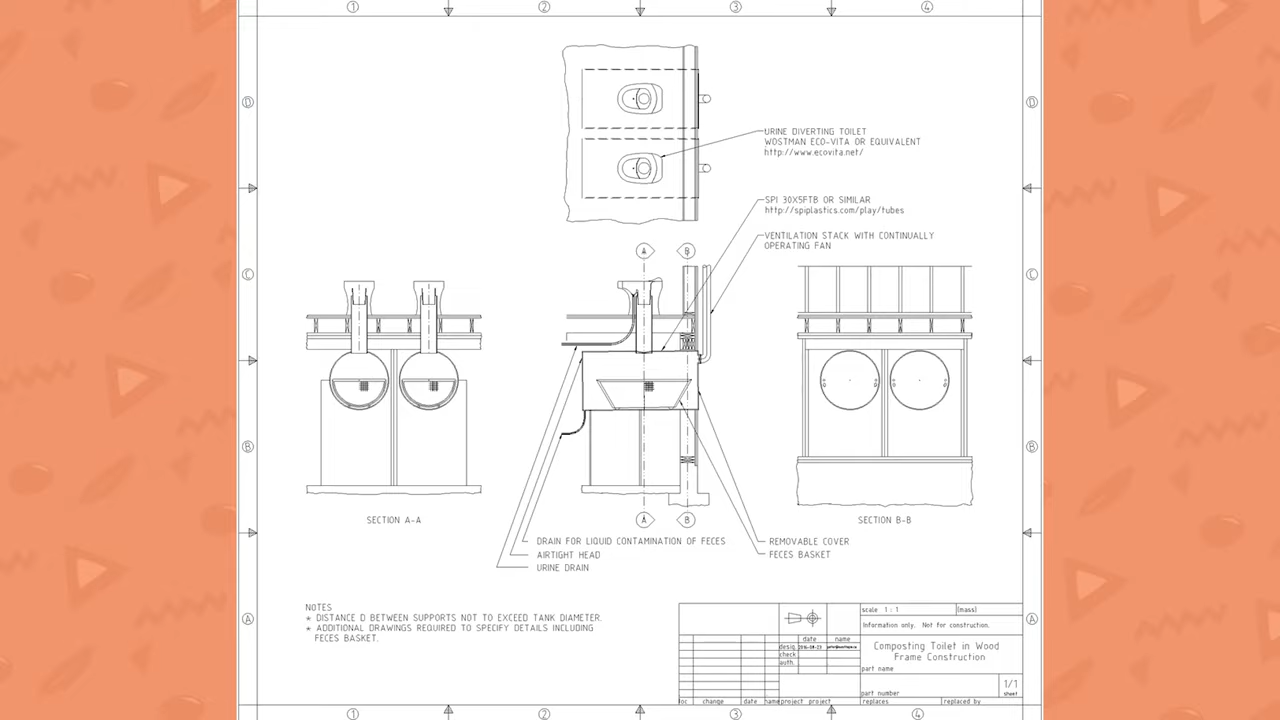 1 2 3 4
D D
URINE DIVERTING TOILET
WOSTMAN ECO-VITA OR EQUIVALENT
http://www.ecovita.net/
SPI 30X5FTB OR SIMILAR
http://spiplastics.com/play/tubes
VENTILATION STACK WITH CONTINUALLY
OPERATING FAN
A B
C C
B B
SECTION A-A
A B
SECTION B-B
DRAIN FOR LIQUID CONTAMINATION OF FECES
AIRTIGHT HEAD
URINE DRAIN
REMOVABLE COVER
FECES BASKET
NOTES
* DISTANCE D BETWEEN SUPPORTS NOT TO EXCEED TANK DIAMETER.
* ADDITIONAL DRAWINGS REQUIRED TO SPECIFY DETAILS INCLUDING
FECES BASKET.
A A
scale 1 : 1 (mass)
Information only. Not for construction.
date name
desig. 2016-08-23
check
auth.
Composting Toilet in Wood
Frame Construction
part name
1/1
sheet
part number
loc change date name project project replaces replaced by
1 2 3 4